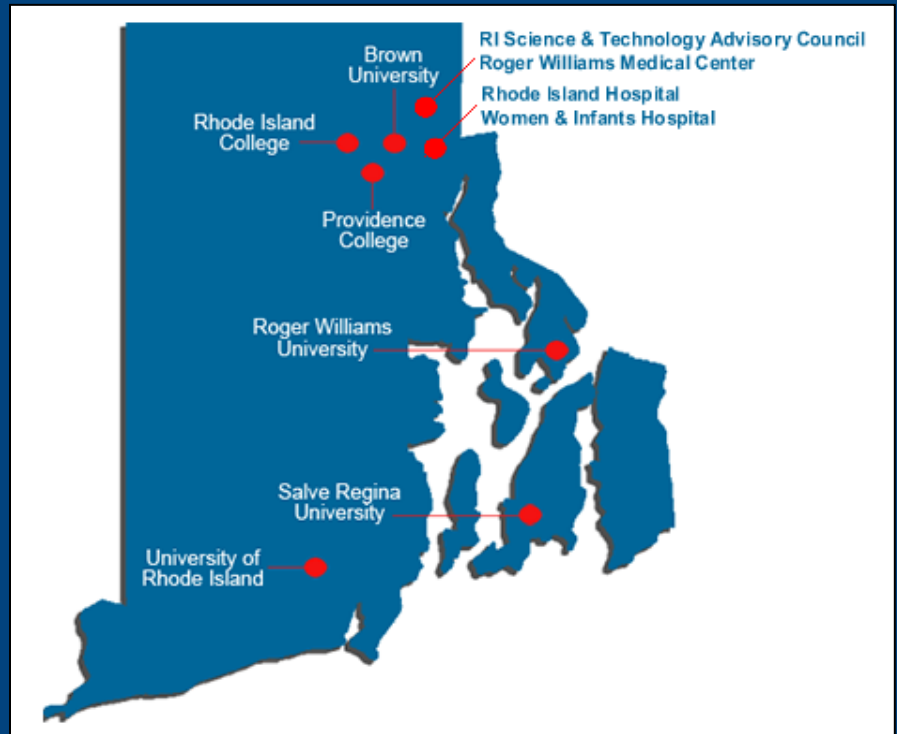 RI Science & Technology Advisory Council
Roger Williams Medical Center
Brown
University
Rhode Island Hospital
Women & Infants Hospital
Rhode Island
College
Providence
College
Roger Williams
University
Salve Regina
University
University of
Rhode Island